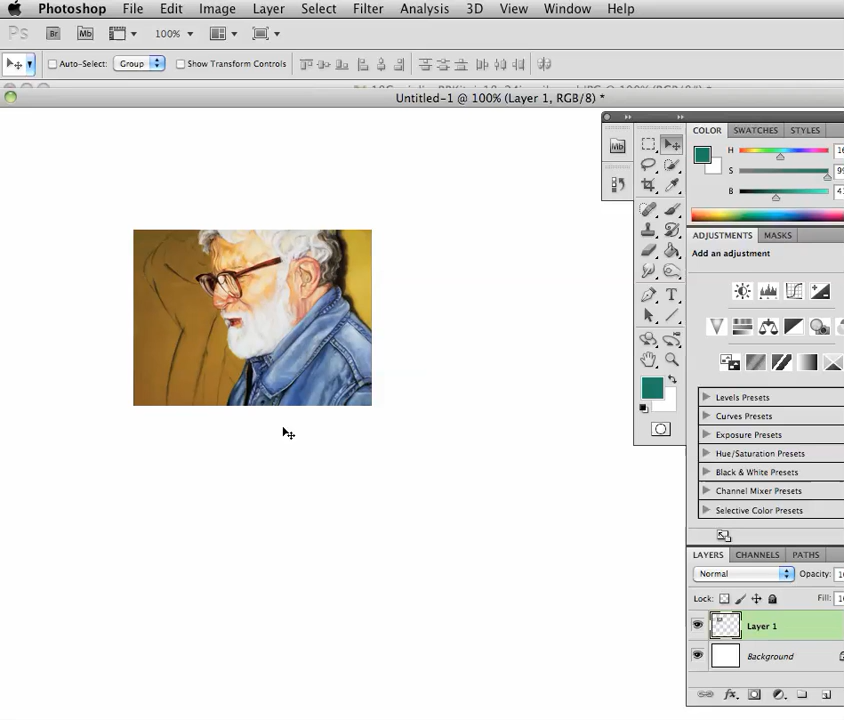 Photoshop File Edit Image Layer Select Filter Analysis 3D View Window Help
Ps Br Mb 100%
Auto-Select: Group Show Transform Controls
Untitled-1 @ 100% (Layer 1, RGB/8) *
Mb
COLOR SWATCHES STYLES
H
S
B
ADJUSTMENTS MASKS
Add an adjustment
T
Levels Presets
Curves Presets
Exposure Presets
Hue/Saturation Presets
Black & White Presets
Channel Mixer Presets
Selective Color Presets
LAYERS CHANNELS PATHS
Normal Opacity:
Lock: Fill:
Layer 1
Background
fx